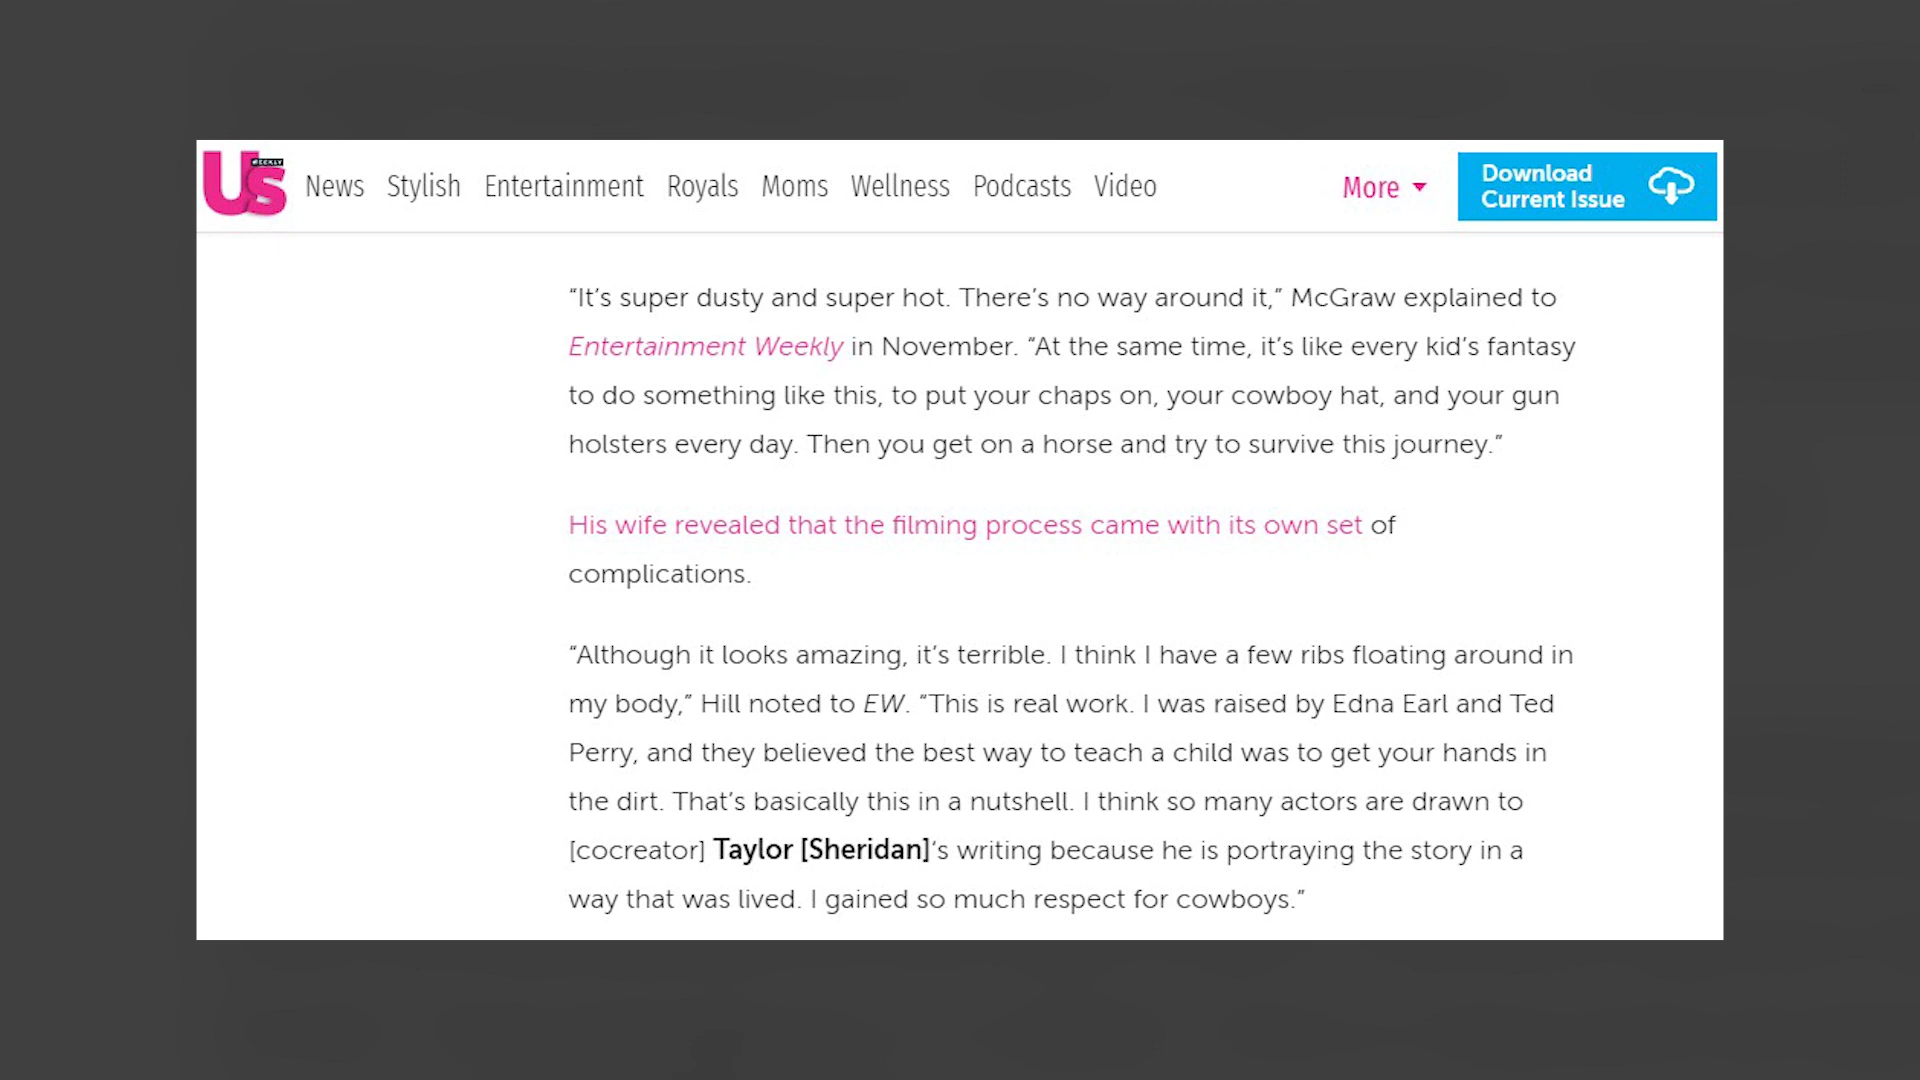 Us WEEKLY
News Stylish Entertainment Royals Moms Wellness Podcasts Video More Download Current Issue
“It’s super dusty and super hot. There’s no way around it,” McGraw explained to
Entertainment Weekly in November. “At the same time, it’s like every kid’s fantasy
to do something like this, to put your chaps on, your cowboy hat, and your gun
holsters every day. Then you get on a horse and try to survive this journey.”
His wife revealed that the filming process came with its own set of
complications.
“Although it looks amazing, it’s terrible. I think I have a few ribs floating around in
my body,” Hill noted to EW. “This is real work. I was raised by Edna Earl and Ted
Perry, and they believed the best way to teach a child was to get your hands in
the dirt. That’s basically this in a nutshell. I think so many actors are drawn to
[cocreator] Taylor [Sheridan]‘s writing because he is portraying the story in a
way that was lived. I gained so much respect for cowboys.”